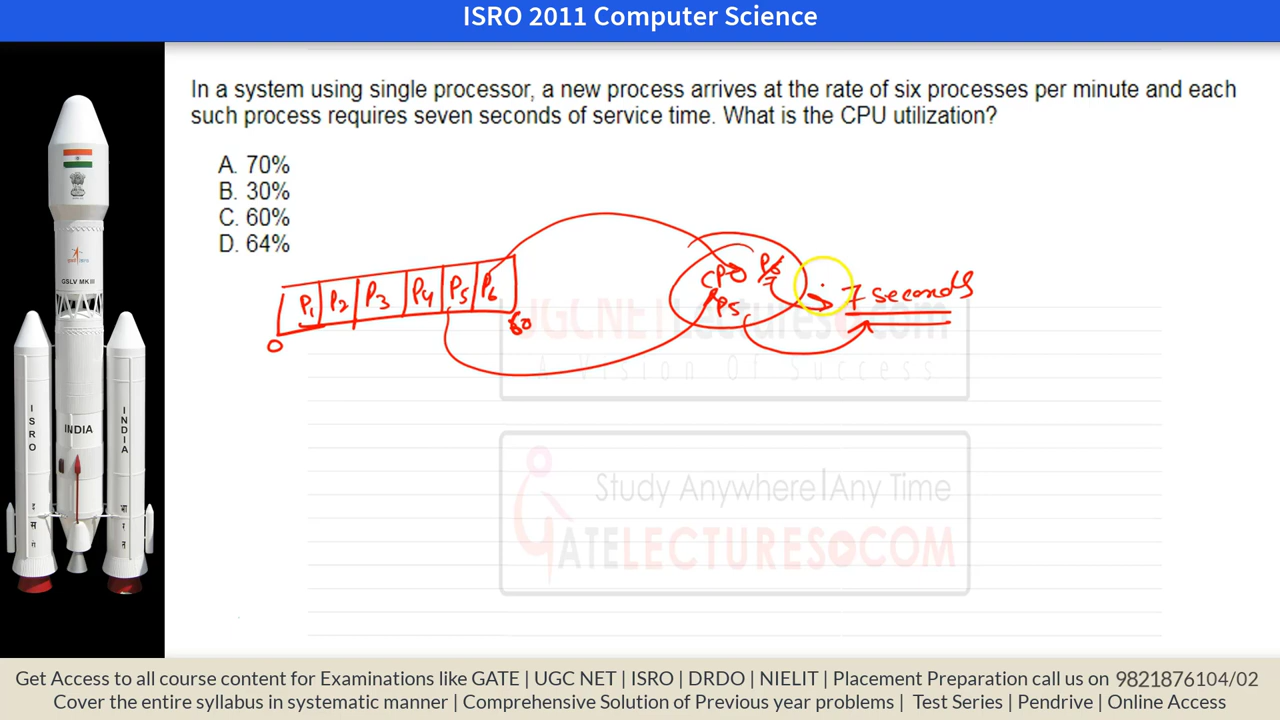 ISRO 2011 Computer Science
In a system using single processor, a new process arrives at the rate of six processes per minute and each
such process requires seven seconds of service time. What is the CPU utilization?
A. 70%
B. 30%
C. 60%
D. 64%
P1 P2 P3 P4 P5 P6
0
60
CPU P6
P5
7 seconds
GSLV MK III
ISRO
INDIA
INDIA
UGCNETLectures.com
A Vision Of Success
Study Anywhere|Any Time
GATELECTURES.COM
Get Access to all course content for Examinations like GATE | UGC NET | ISRO | DRDO | NIELIT | Placement Preparation call us on 9821876104/02
Cover the entire syllabus in systematic manner | Comprehensive Solution of Previous year problems | Test Series | Pendrive | Online Access